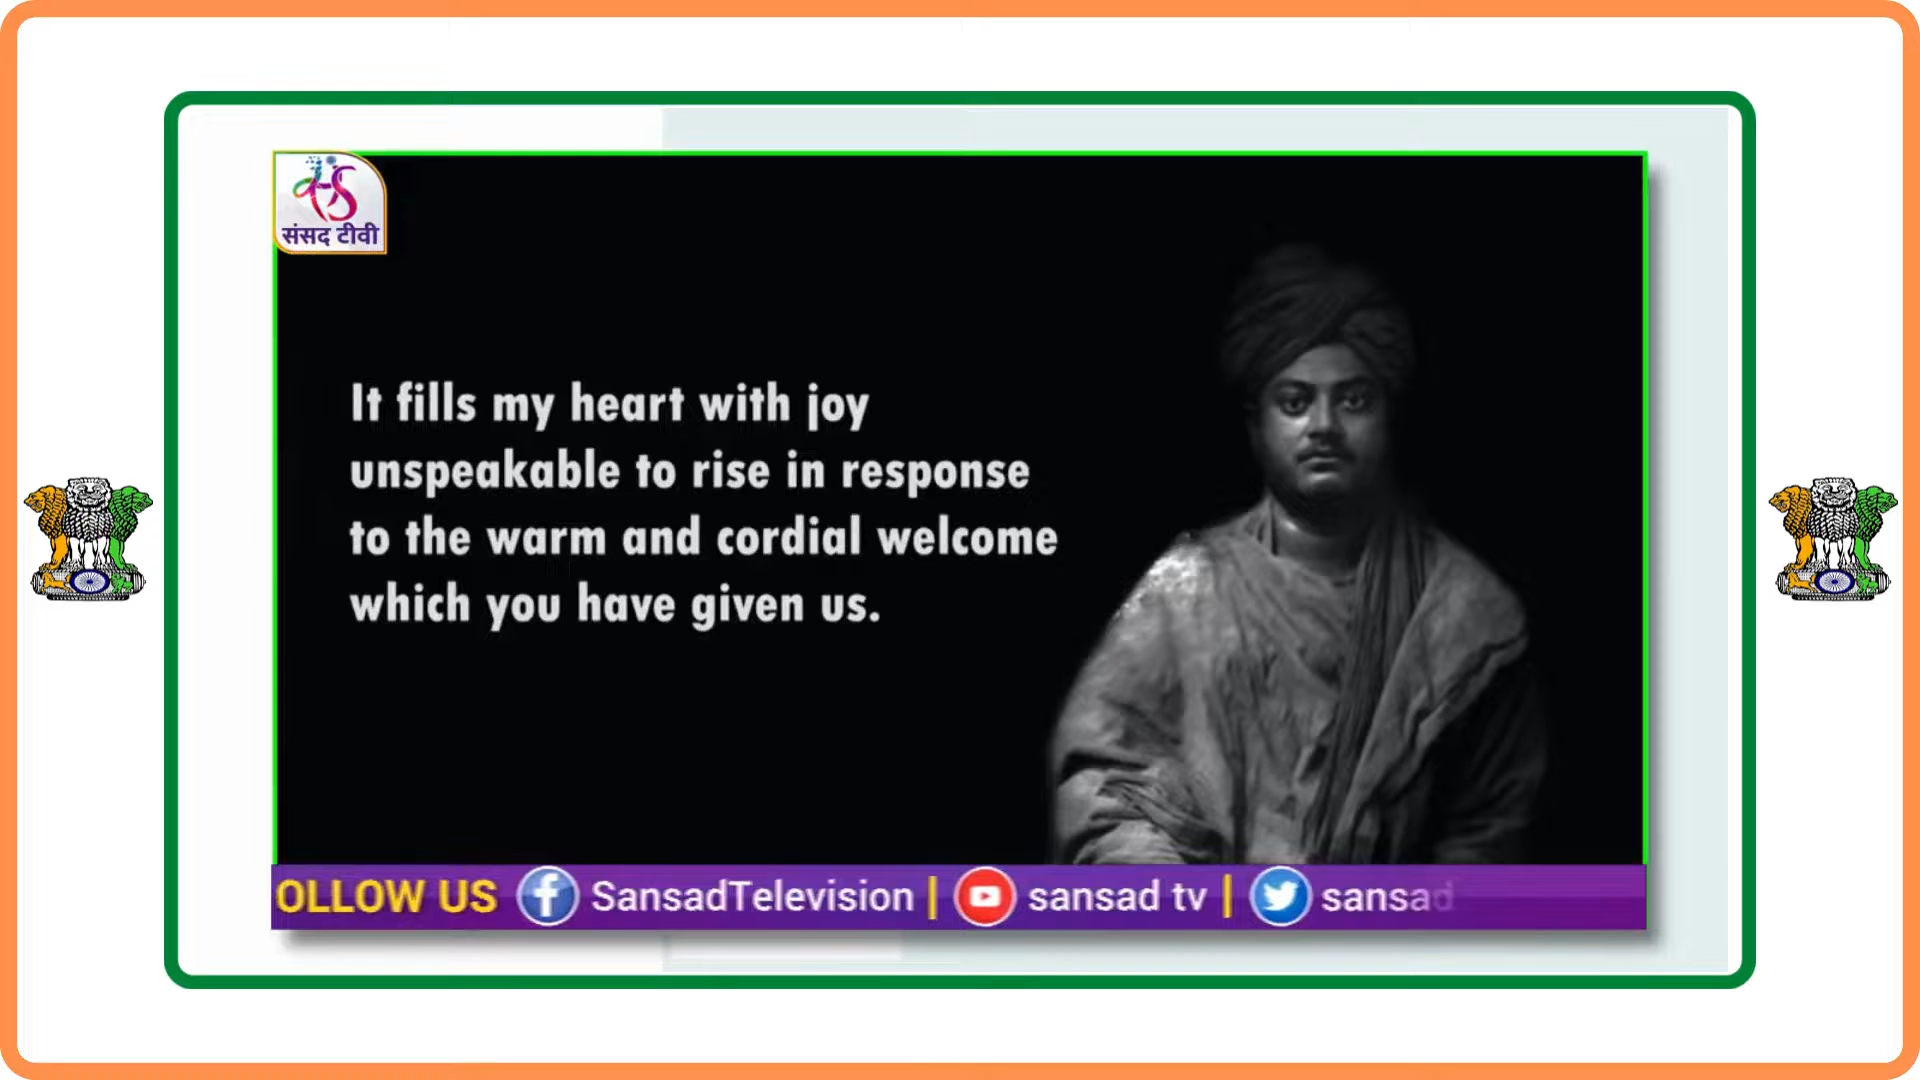 संसद टीवी
It fills my heart with joy
unspeakable to rise in response
to the warm and cordial welcome
which you have given us.
OLLOW US f SansadTelevision | sansad tv | sansad